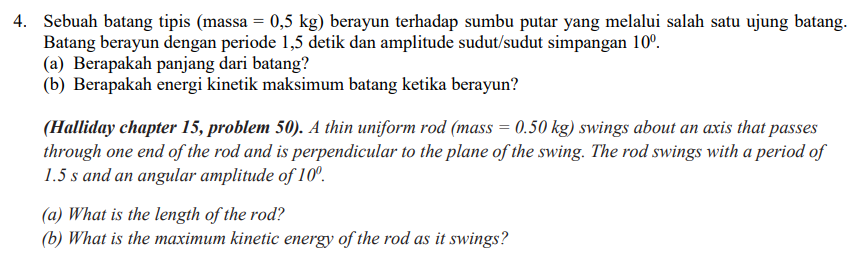 4. Sebuah batang tipis (massa = 0,5 kg) berayun terhadap sumbu putar yang melalui salah satu ujung batang.
Batang berayun dengan periode 1,5 detik dan amplitude sudut/sudut simpangan 10⁰.
(a) Berapakah panjang dari batang?
(b) Berapakah energi kinetik maksimum batang ketika berayun?
(Halliday chapter 15, problem 50). A thin uniform rod (mass = 0.50 kg) swings about an axis that passes
through one end of the rod and is perpendicular to the plane of the swing. The rod swings with a period of
1.5 s and an angular amplitude of 10⁰.
(a) What is the length of the rod?
(b) What is the maximum kinetic energy of the rod as it swings?